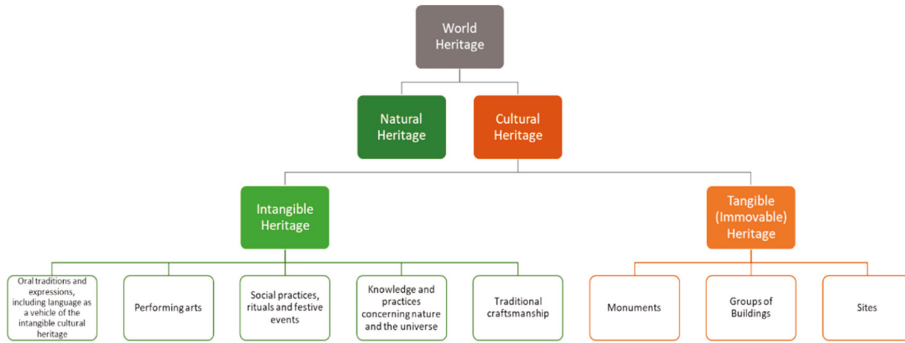 World
Heritage
Natural
Heritage
Cultural
Heritage
Intangible
Heritage
Tangible
(Immovable)
Heritage
Oral traditions and
expressions,
including language as
a vehicle of the
intangible cultural
heritage
Performing arts
Social practices,
rituals and festive
events
Knowledge and
practices
concerning nature
and the universe
Traditional
craftsmanship
Monuments
Groups of
Buildings
Sites